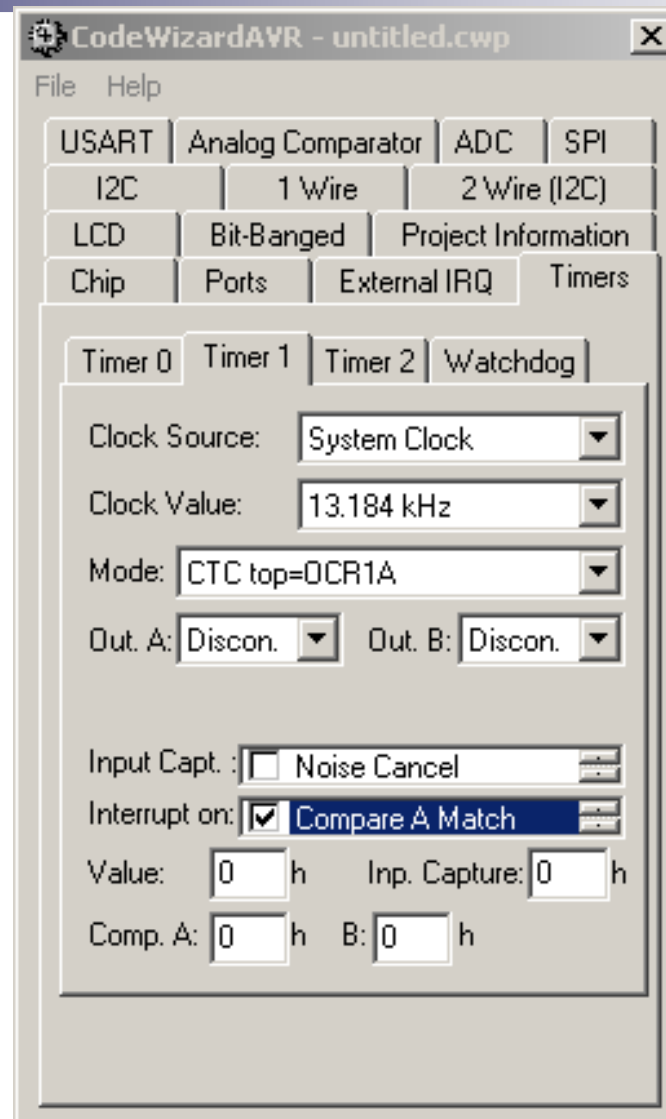 CodeWizardAVR - untitled.cwp
File Help
USART Analog Comparator ADC SPI
I2C 1 Wire 2 Wire (I2C)
LCD Bit-Banged Project Information
Chip Ports External IRQ Timers
Timer 0 Timer 1 Timer 2 Watchdog
Clock Source: System Clock
Clock Value: 13.184 kHz
Mode: CTC top=OCR1A
Out. A: Discon. Out. B: Discon.
Input Capt. : Noise Cancel
Interrupt on: Compare A Match
Value: 0 h Inp. Capture: 0 h
Comp. A: 0 h B: 0 h